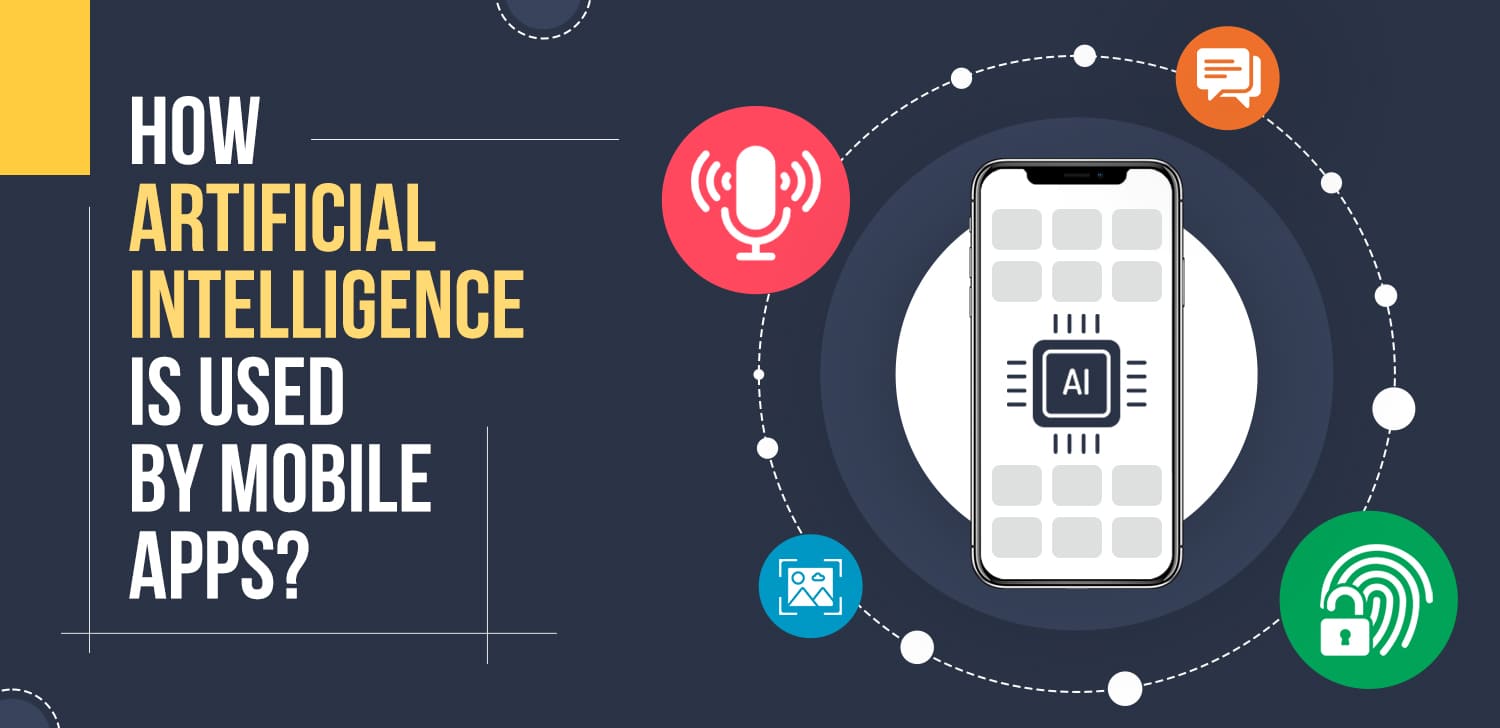 HOW
ARTIFICIAL
INTELLIGENCE
IS USED
BY MOBILE
APPS?
AI